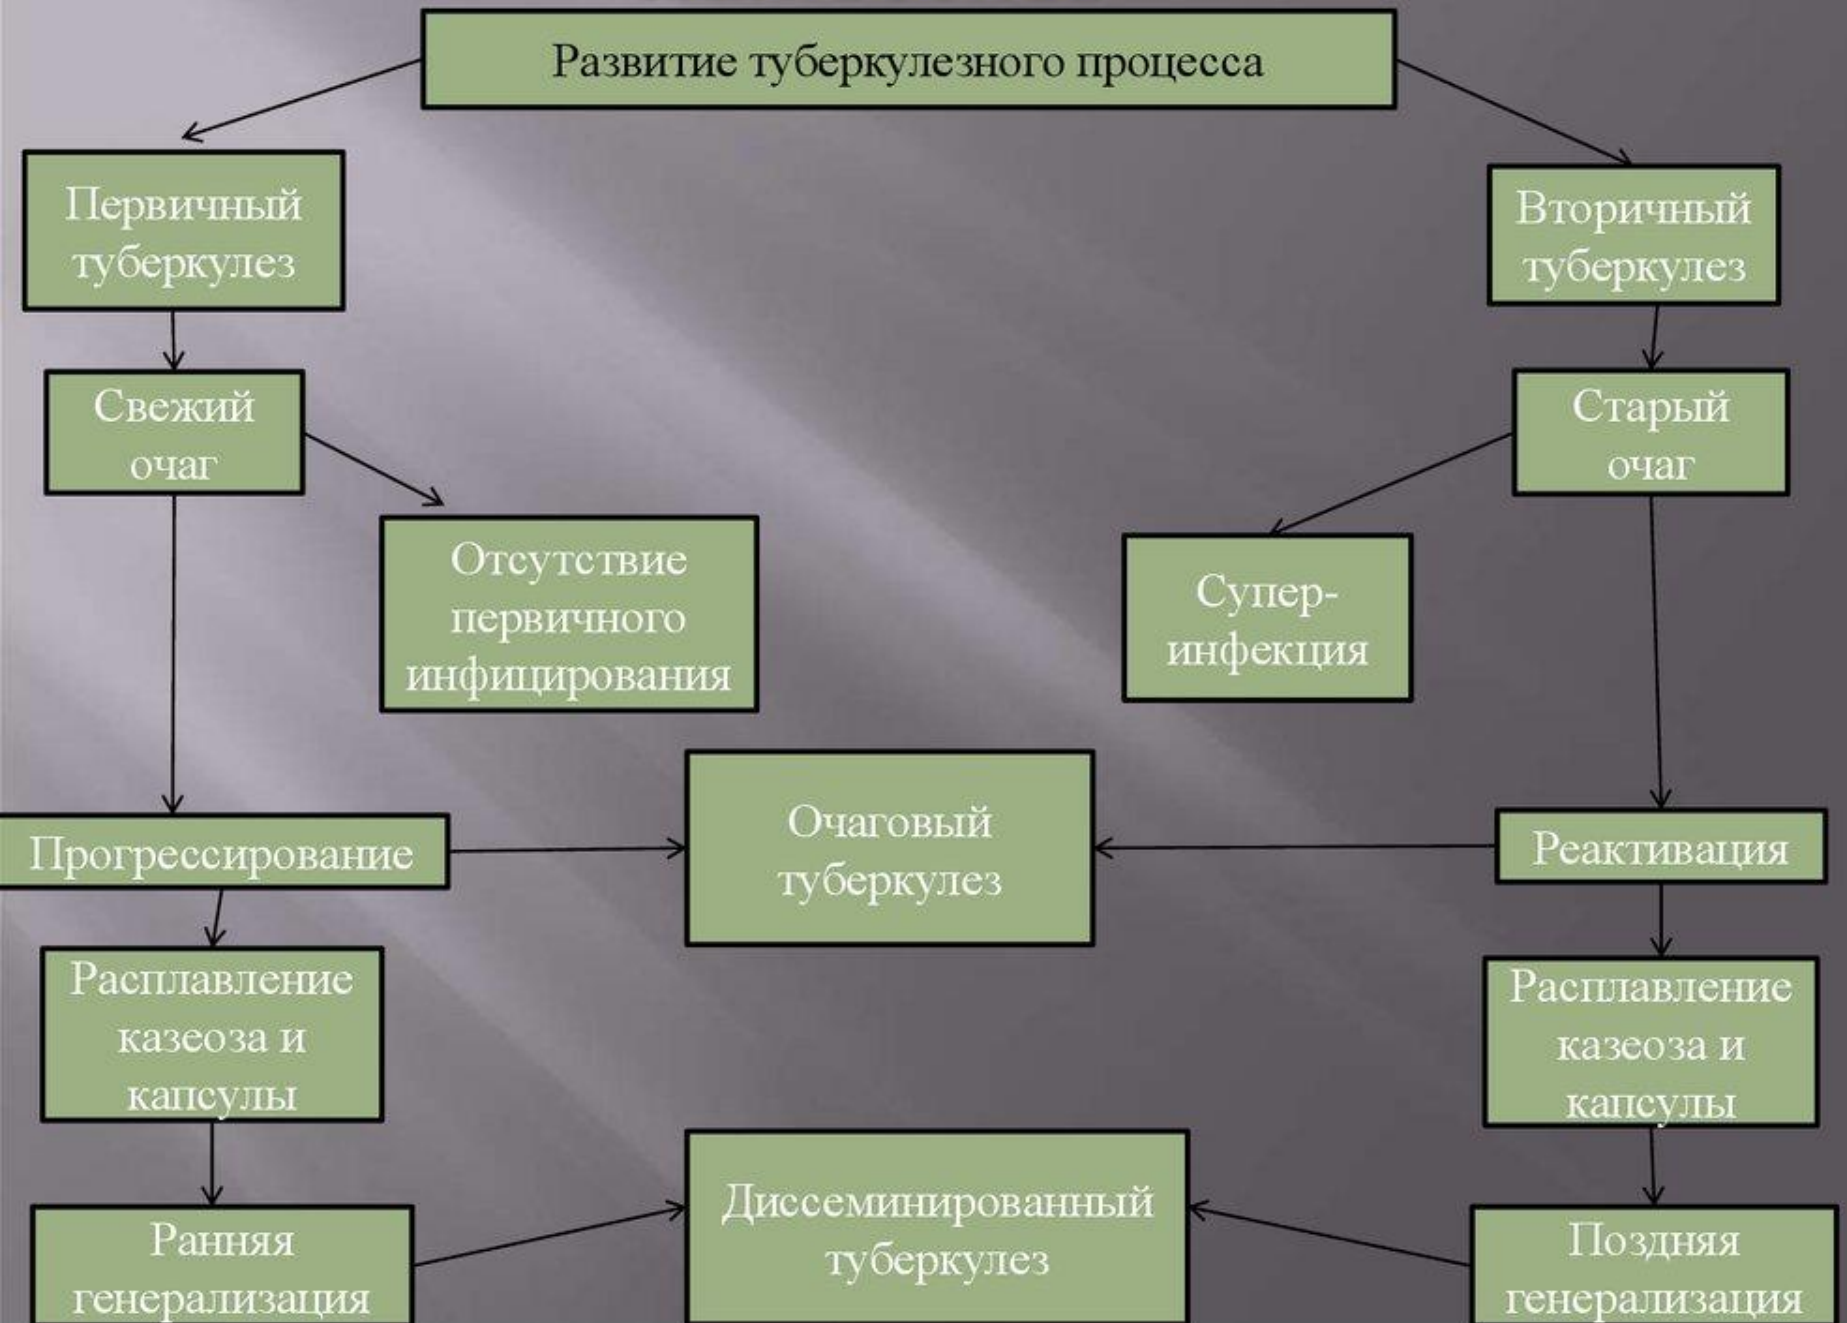 Развитие туберкулезного процесса
Первичный
туберкулез
Вторичный
туберкулез
Свежий
очаг
Старый
очаг
Отсутствие
первичного
инфицирования
Супер-
инфекция
Прогрессирование
Очаговый
туберкулез
Реактивация
Расплавление
казеоза и
капсулы
Расплавление
казеоза и
капсулы
Ранняя
генерализация
Диссеминированный
туберкулез
Поздняя
генерализация